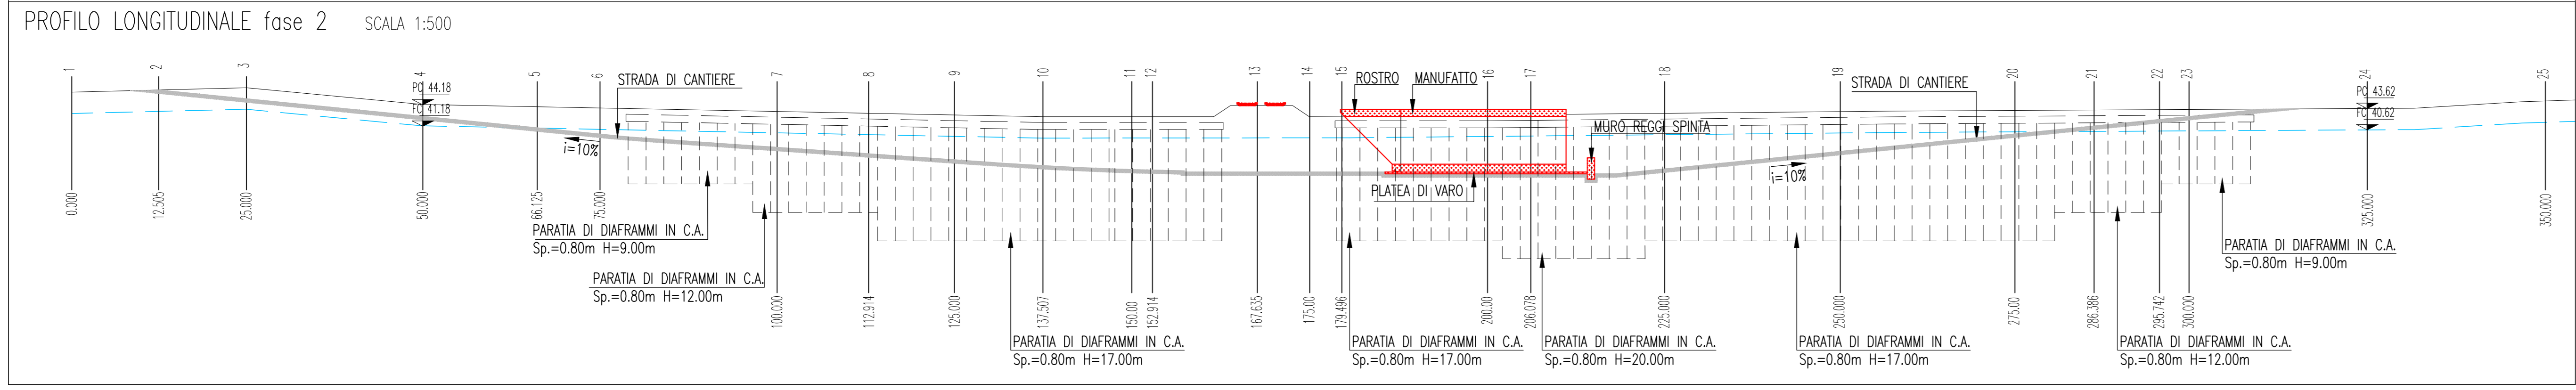 PROFILO LONGITUDINALE fase 2 SCALA 1:500
1 2 3 4 5 6 7 8 9 10 11 12 13 14 15 16 17 18 19 20 21 22 23 24 25
PC 44.18
FC 41.18
STRADA DI CANTIERE
ROSTRO MANUFATTO
STRADA DI CANTIERE
PC 43.62
FC 40.62
MURO REGGI SPINTA
i=10%
i=10%
PLATEA DI VARO
0.000 12.505 25.000 50.000 66.125 75.000
325.000 350.000
PARATIA DI DIAFRAMMI IN C.A.
Sp.=0.80m H=9.00m
PARATIA DI DIAFRAMMI IN C.A.
Sp.=0.80m H=9.00m
PARATIA DI DIAFRAMMI IN C.A.
Sp.=0.80m H=12.00m
100.000 112.914 125.000 137.507 150.00 152.914 167.635 175.00 179.496 200.00 206.078 225.000 250.000 275.00 286.386 295.742 300.000
PARATIA DI DIAFRAMMI IN C.A.
Sp.=0.80m H=17.00m
PARATIA DI DIAFRAMMI IN C.A.
Sp.=0.80m H=17.00m
PARATIA DI DIAFRAMMI IN C.A.
Sp.=0.80m H=20.00m
PARATIA DI DIAFRAMMI IN C.A.
Sp.=0.80m H=17.00m
PARATIA DI DIAFRAMMI IN C.A.
Sp.=0.80m H=12.00m